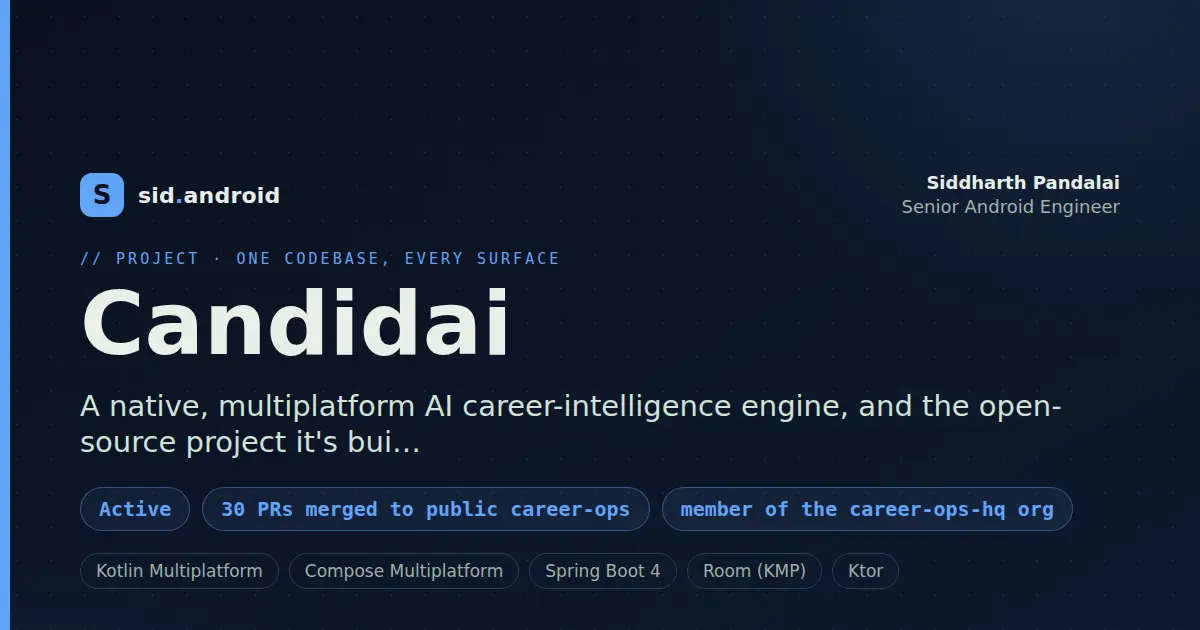 S
sid.android
Siddharth Pandalai
Senior Android Engineer
// PROJECT · ONE CODEBASE, EVERY SURFACE
Candidai
A native, multiplatform AI career-intelligence engine, and the open-
source project it's bui…
Active
30 PRs merged to public career-ops
member of the career-ops-hq org
Kotlin Multiplatform
Compose Multiplatform
Spring Boot 4
Room (KMP)
Ktor